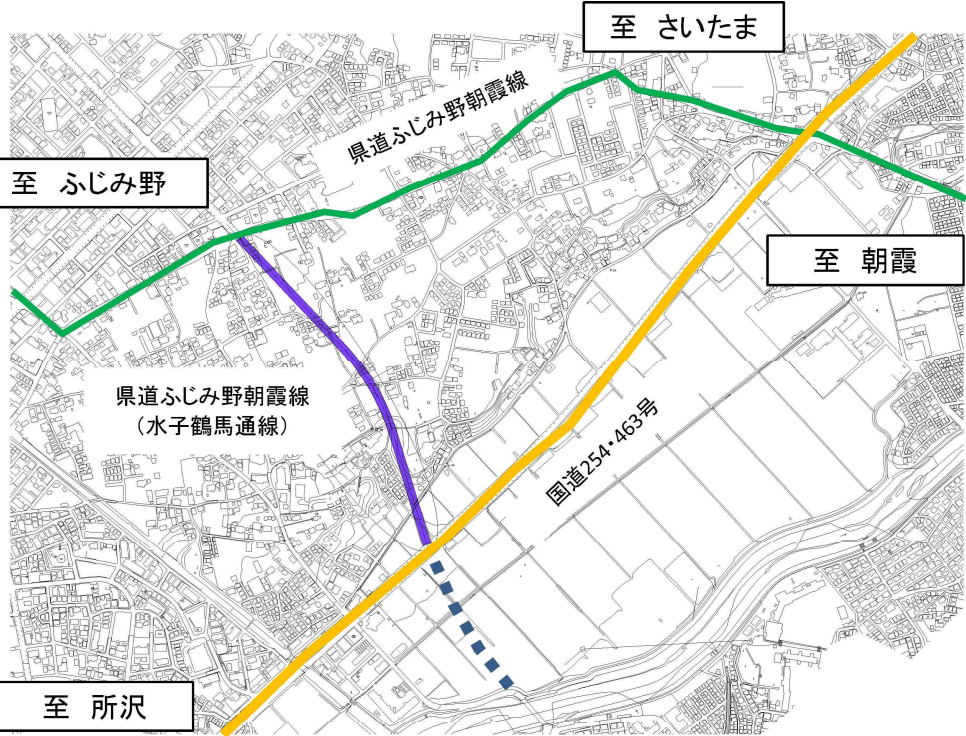 至 さいたま
県道ふじみ野朝霞線
至 ふじみ野
至 朝霞
県道ふじみ野朝霞線
（水子鶴馬通線）
国道254・463号
至 所沢